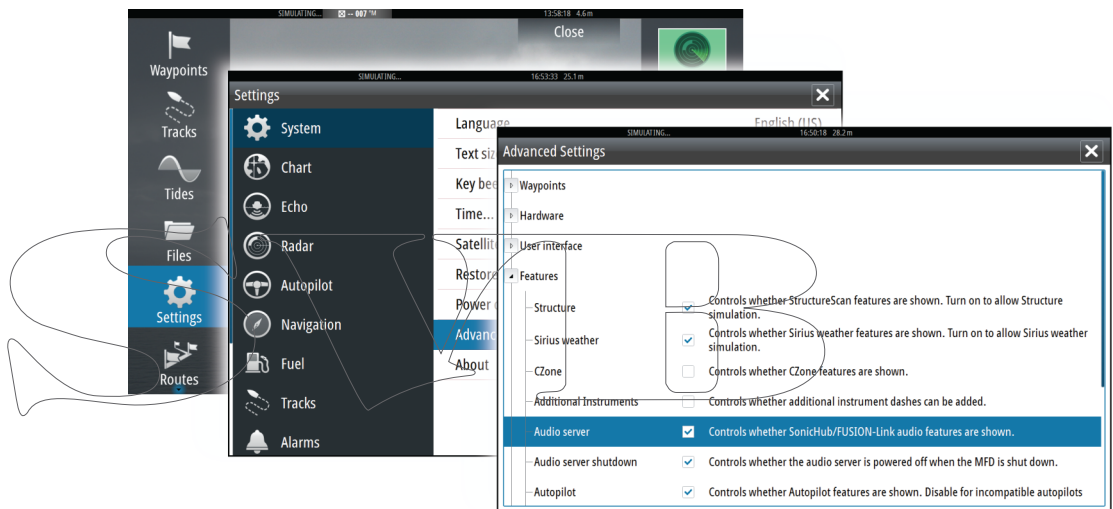 SIMULATING... -- 007 °M 13:58:18 4.6 m
Close
Waypoints
Tracks
Tides
Files
Settings
Routes
SIMULATING... 16:53:33 25.1 m
Settings
System
Chart
Echo
Radar
Autopilot
Navigation
Fuel
Tracks
Alarms
Language English (US)
Text siz
Key bee
Time...
Satellit
Restore
Power
Advanc
About
SIMULATING... 16:50:18 28.2 m
Advanced Settings
Waypoints
Hardware
User interface
Features
Structure Controls whether StructureScan features are shown. Turn on to allow Structure
simulation.
Sirius weather Controls whether Sirius weather features are shown. Turn on to allow Sirius weather
simulation.
CZone Controls whether CZone features are shown.
Additional Instruments Controls whether additional instrument dashes can be added.
Audio server Controls whether SonicHub/FUSION-Link audio features are shown.
Audio server shutdown Controls whether the audio server is powered off when the MFD is shut down.
Autopilot Controls whether Autopilot features are shown. Disable for incompatible autopilots